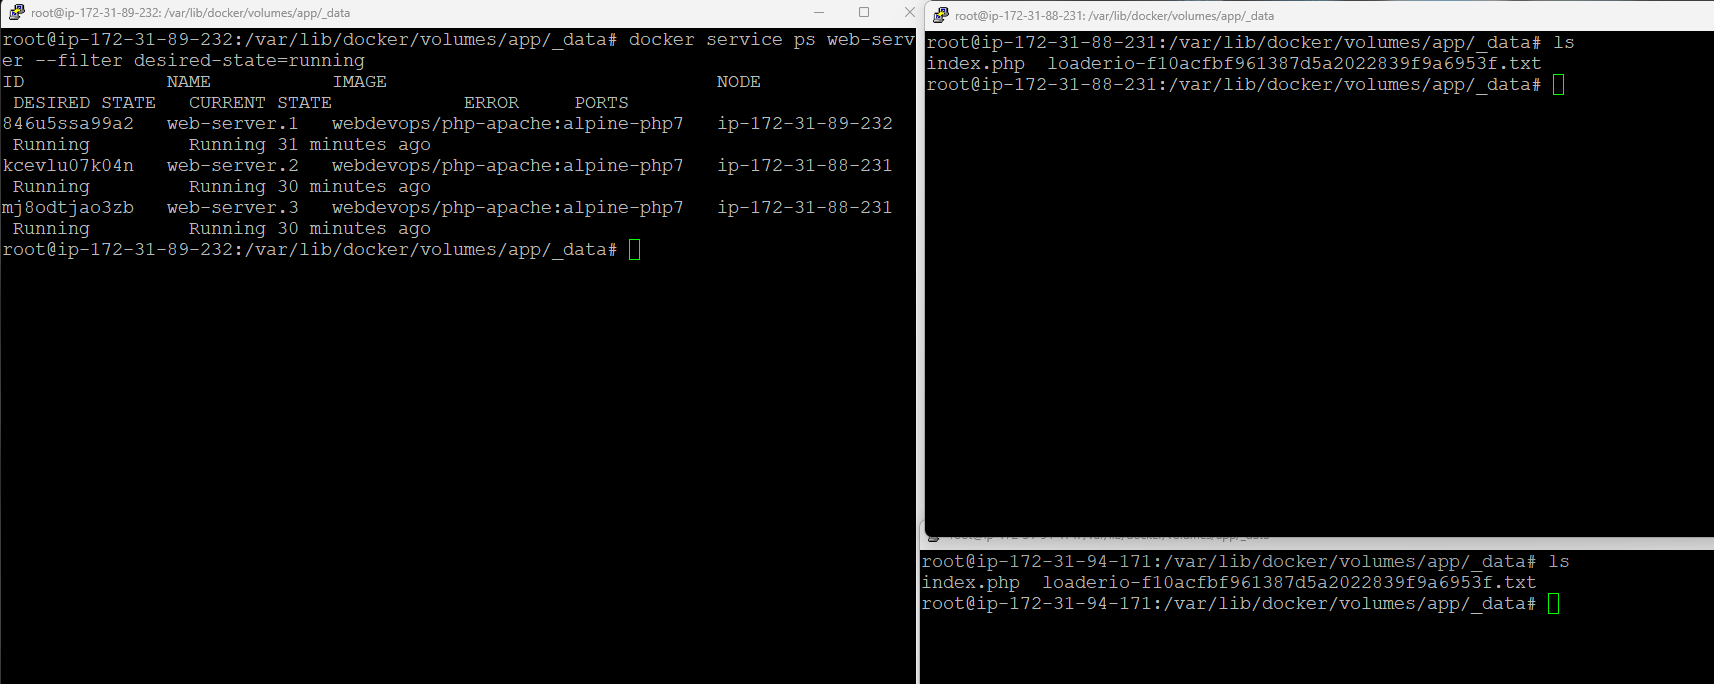 root@ip-172-31-89-232: /var/lib/docker/volumes/app/_data
root@ip-172-31-89-232:/var/lib/docker/volumes/app/_data# docker service ps web-serv
er --filter desired-state=running
ID             NAME           IMAGE                              NODE
 DESIRED STATE   CURRENT STATE            ERROR     PORTS
846u5ssa99a2   web-server.1   webdevops/php-apache:alpine-php7   ip-172-31-89-232
 Running         Running 31 minutes ago
kcevlu07k04n   web-server.2   webdevops/php-apache:alpine-php7   ip-172-31-88-231
 Running         Running 30 minutes ago
mj8odtjao3zb   web-server.3   webdevops/php-apache:alpine-php7   ip-172-31-88-231
 Running         Running 30 minutes ago
root@ip-172-31-89-232:/var/lib/docker/volumes/app/_data#
root@ip-172-31-88-231: /var/lib/docker/volumes/app/_data
root@ip-172-31-88-231:/var/lib/docker/volumes/app/_data# ls
index.php  loaderio-f10acfbf961387d5a2022839f9a6953f.txt
root@ip-172-31-88-231:/var/lib/docker/volumes/app/_data#
root@ip-172-31-94-171:/var/lib/docker/volumes/app/_data# ls
index.php  loaderio-f10acfbf961387d5a2022839f9a6953f.txt
root@ip-172-31-94-171:/var/lib/docker/volumes/app/_data#